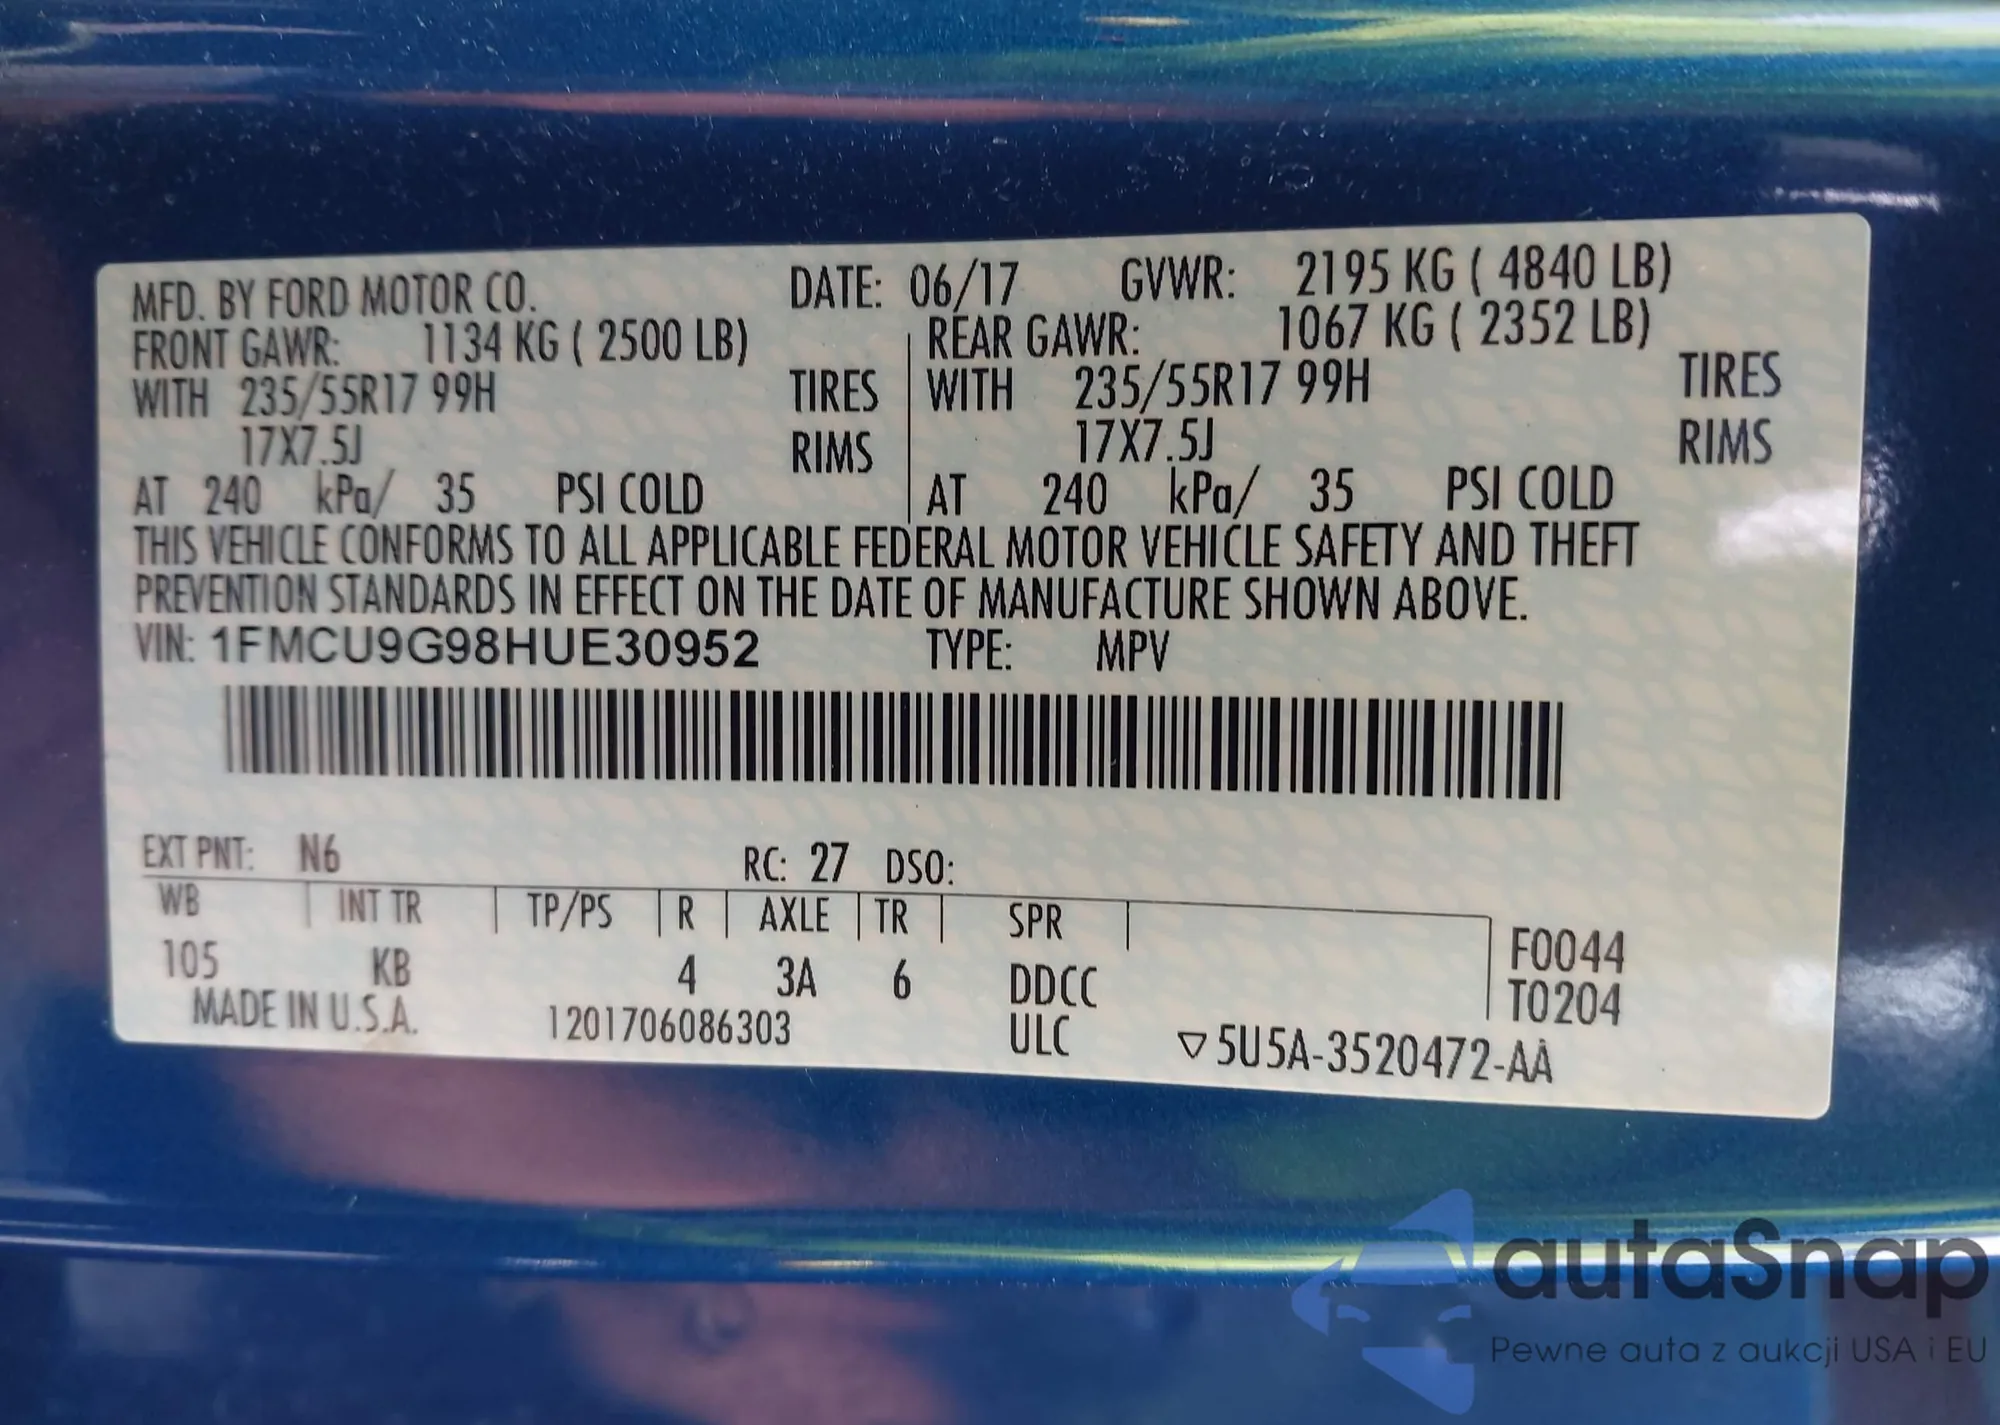 MFD. BY FORD MOTOR CO. DATE: 06/17 GVWR: 2195 KG ( 4840 LB)
FRONT GAWR: 1134 KG ( 2500 LB) REAR GAWR: 1067 KG ( 2352 LB)
WITH 235/55R17 99H TIRES WITH 235/55R17 99H TIRES
17X7.5J RIMS 17X7.5J RIMS
AT 240 kPa/ 35 PSI COLD AT 240 kPa/ 35 PSI COLD
THIS VEHICLE CONFORMS TO ALL APPLICABLE FEDERAL MOTOR VEHICLE SAFETY AND THEFT
PREVENTION STANDARDS IN EFFECT ON THE DATE OF MANUFACTURE SHOWN ABOVE.
VIN: 1FMCU9G98HUE30952 TYPE: MPV
EXT PNT: N6 RC: 27 DSO:
WB INT TR TP/PS R AXLE TR SPR
105 KB 4 3A 6 DDCC F0044
MADE IN U.S.A. 1201706086303 ULC T0204
▽5U5A-3520472-AA
autaSnap
Pewne auta z aukcji USA i EU